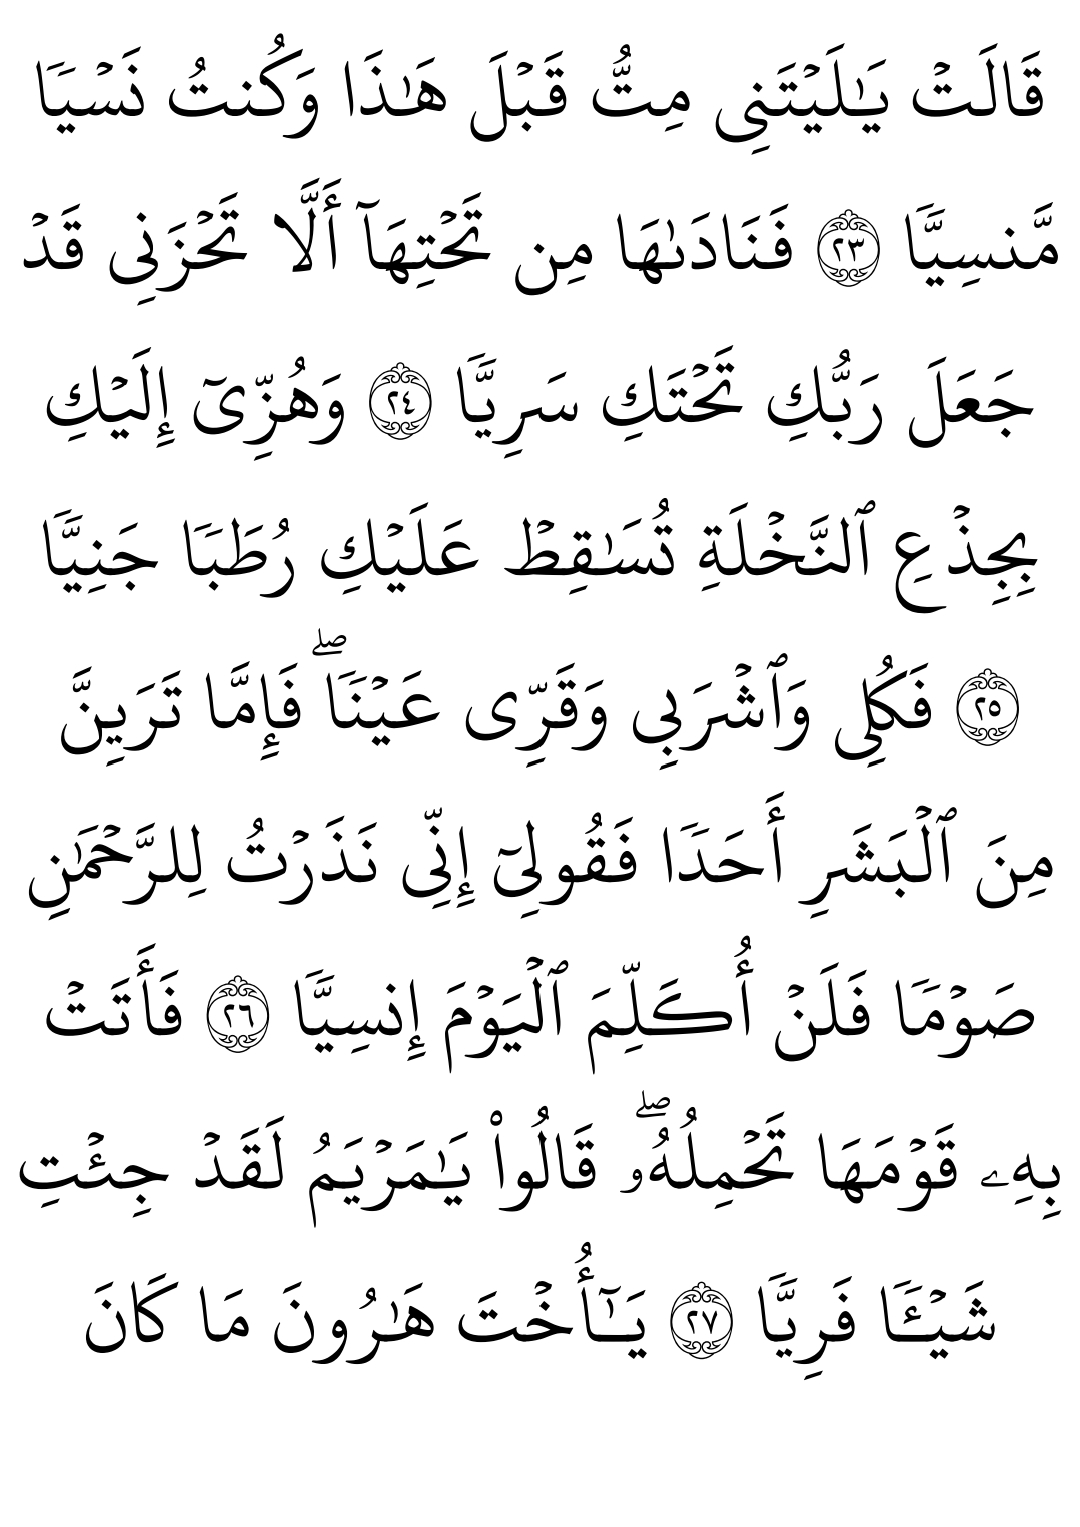 قَالَتْ يَـٰلَيْتَنِى مِتُّ قَبْلَ هَـٰذَا وَكُنتُ نَسْيًا
مَّنسِيًّا ٢٣ فَنَادَىٰهَا مِن تَحْتِهَآ أَلَّا تَحْزَنِى قَدْ
جَعَلَ رَبُّكِ تَحْتَكِ سَرِيًّا ٢٤ وَهُزِّىٓ إِلَيْكِ
بِجِذْعِ ٱلنَّخْلَةِ تُسَـٰقِطْ عَلَيْكِ رُطَبًا جَنِيًّا
٢٥ فَكُلِى وَٱشْرَبِى وَقَرِّى عَيْنًا ۖ فَإِمَّا تَرَيِنَّ
مِنَ ٱلْبَشَرِ أَحَدًا فَقُولِىٓ إِنِّى نَذَرْتُ لِلرَّحْمَـٰنِ
صَوْمًا فَلَنْ أُكَلِّمَ ٱلْيَوْمَ إِنسِيًّا ٢٦ فَأَتَتْ
بِهِۦ قَوْمَهَا تَحْمِلُهُۥ ۖ قَالُوا۟ يَـٰمَرْيَمُ لَقَدْ جِئْتِ
شَيْـًٔا فَرِيًّا ٢٧ يَـٰٓأُخْتَ هَـٰرُونَ مَا كَانَ